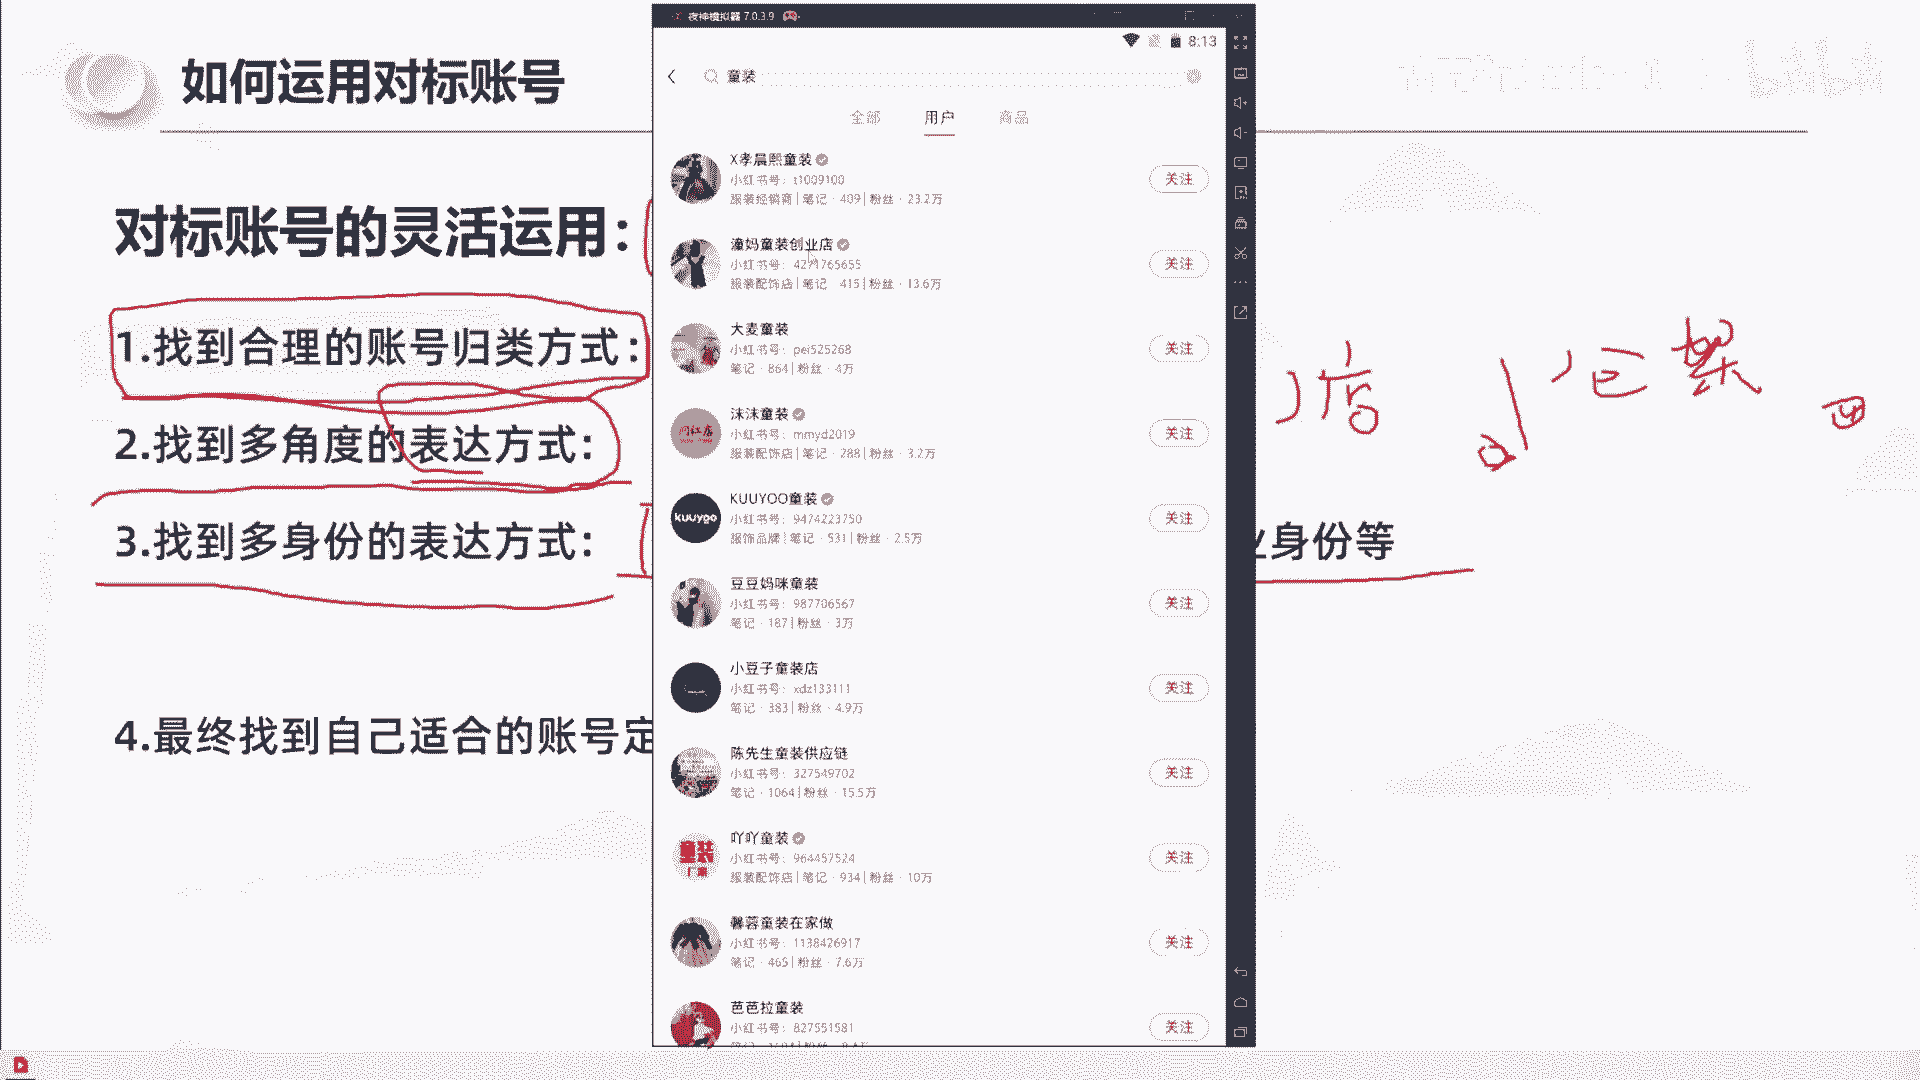 如何运用对标账号
对标账号的灵活运用：
1.找到合理的账号归类方式：
2.找到多角度的表达方式：
3.找到多身份的表达方式：
业身份等
4.最终找到自己适合的账号定
店
夜神模拟器 7.0.3.9
8:13
童装
全部 用户 商品
X孝晨熙童装
小红书号：t1009100
服装经销商 | 笔记 · 409 | 粉丝 · 23.2万
关注
潼妈童装创业店
小红书号：4271765655
服装配饰店 | 笔记 · 415 | 粉丝 · 13.6万
关注
大麦童装
小红书号：pei525268
笔记 · 864 | 粉丝 · 4万
关注
沫沫童装
小红书号：mmyd2019
服装配饰店 | 笔记 · 288 | 粉丝 · 3.2万
关注
KUUYOO童装
小红书号：9474223750
服饰品牌 | 笔记 · 531 | 粉丝 · 2.5万
关注
kuuyoo
豆豆妈咪童装
小红书号：987706567
笔记 · 187 | 粉丝 · 3万
关注
小豆子童装店
小红书号：xdz133111
笔记 · 383 | 粉丝 · 4.9万
关注
陈先生童装供应链
小红书号：327549702
笔记 · 1064 | 粉丝 · 15.5万
关注
吖吖童装
小红书号：964457524
服装配饰店 | 笔记 · 934 | 粉丝 · 10万
关注
童装
馨蓉童装在家做
小红书号：1138426917
笔记 · 465 | 粉丝 · 7.6万
关注
芭芭拉童装
小红书号：827551581
关注
bilibili